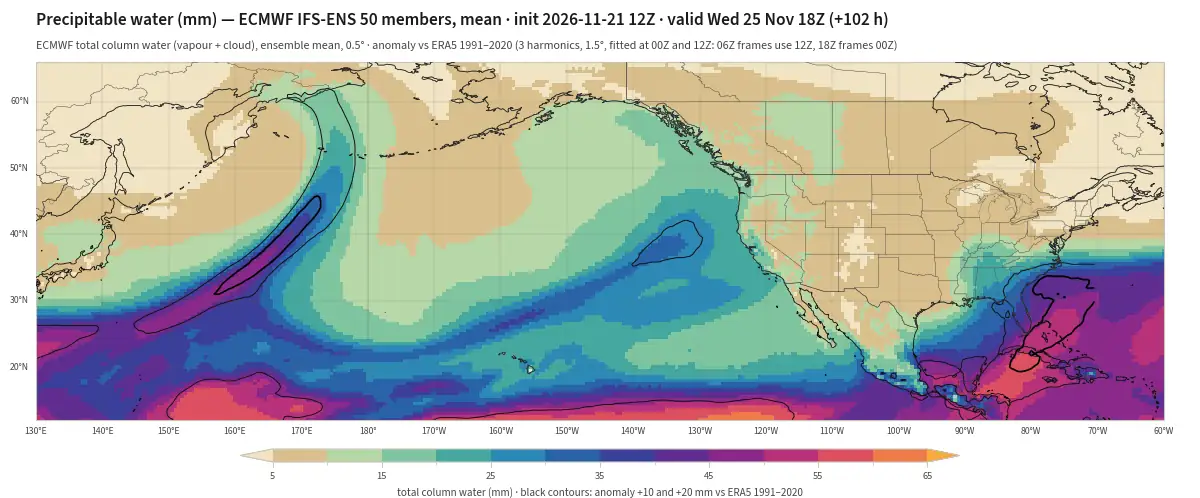 Precipitable water (mm) — ECMWF IFS-ENS 50 members, mean · init 2026-11-21 12Z · valid Wed 25 Nov 18Z (+102 h)
ECMWF total column water (vapour + cloud), ensemble mean, 0.5° · anomaly vs ERA5 1991–2020 (3 harmonics, 1.5°, fitted at 00Z and 12Z: 06Z frames use 12Z, 18Z frames 00Z)
60°N
50°N
40°N
30°N
20°N
130°E 140°E 150°E 160°E 170°E 180° 170°W 160°W 150°W 140°W 130°W 120°W 110°W 100°W 90°W 80°W 70°W 60°W
5 15 25 35 45 55 65
total column water (mm) · black contours: anomaly +10 and +20 mm vs ERA5 1991–2020